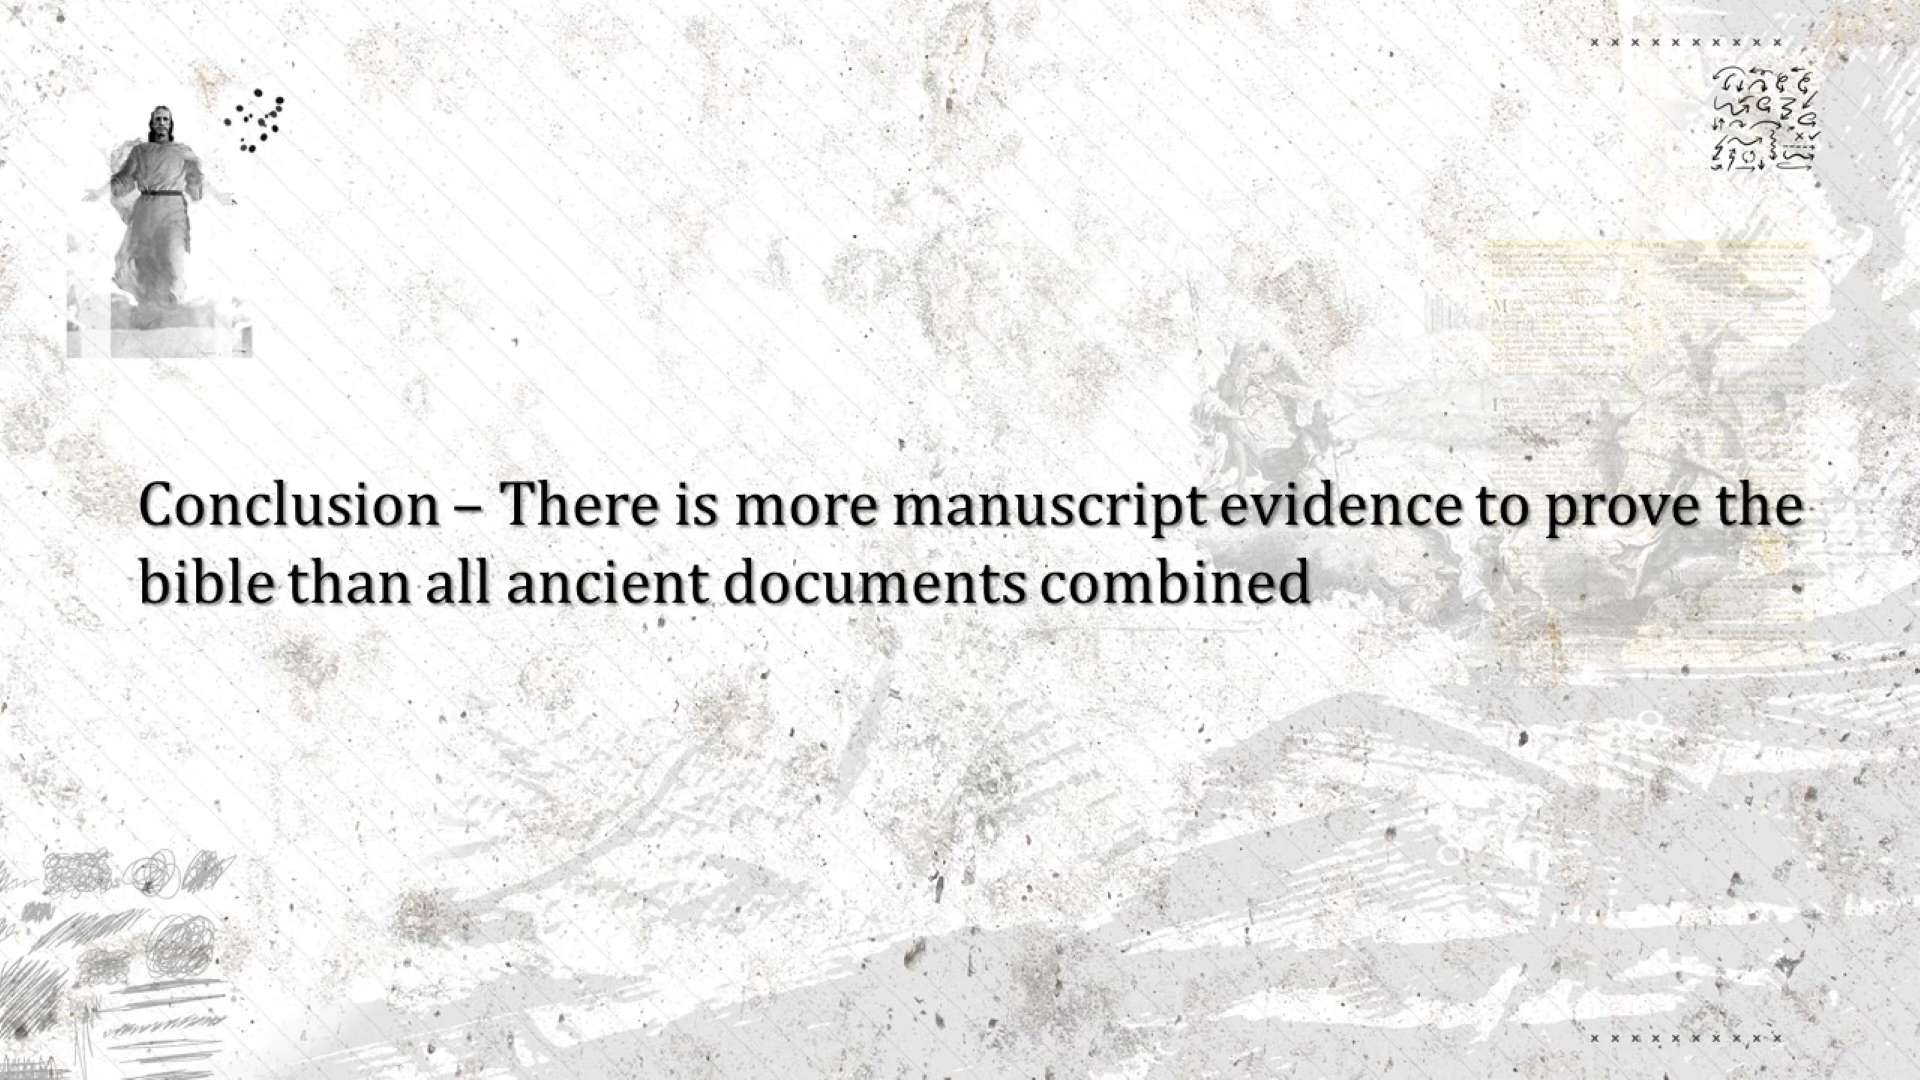 Conclusion – There is more manuscript evidence to prove the
bible than all ancient documents combined